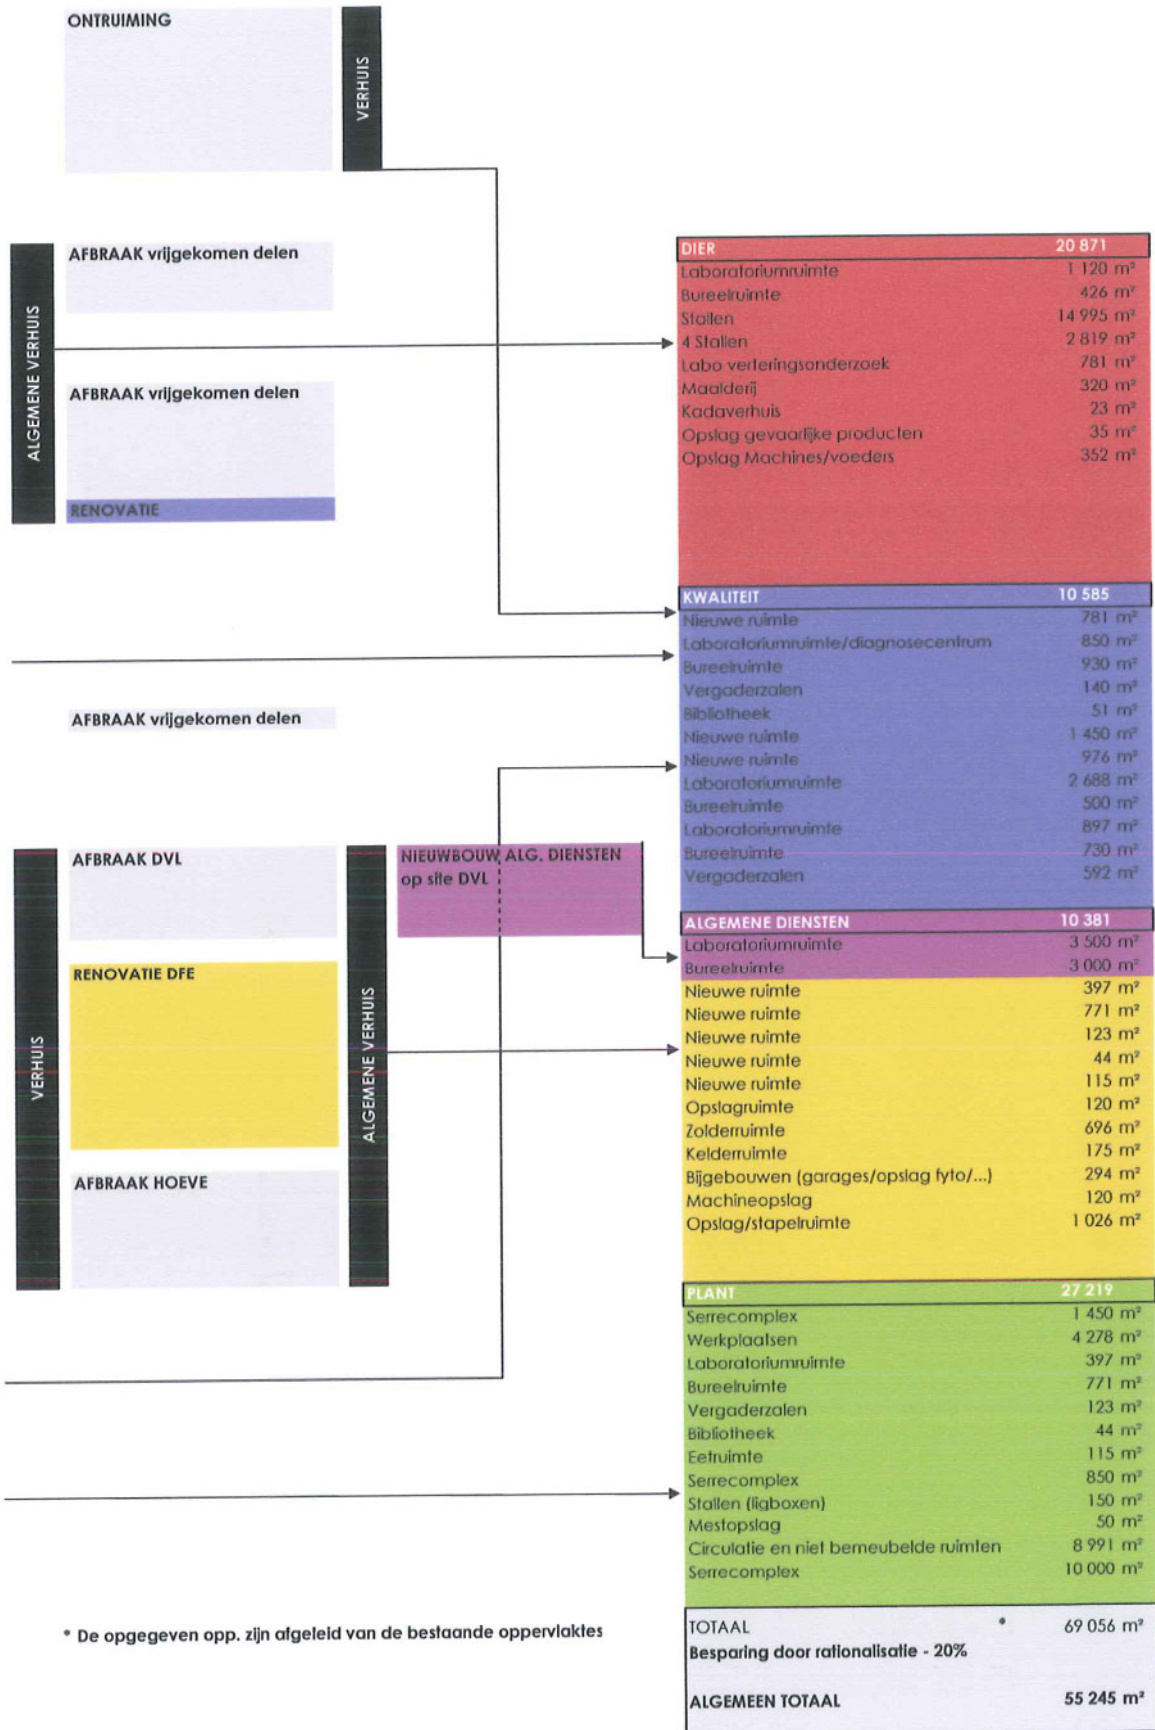 ONTRUIMING
VERHUIS
ALGEMENE VERHUIS
AFBRAAK vrijgekomen delen
AFBRAAK vrijgekomen delen
RENOVATIE
AFBRAAK vrijgekomen delen
VERHUIS
AFBRAAK DVL
RENOVATIE DFE
AFBRAAK HOEVE
ALGEMENE VERHUIS
NIEUWBOUW ALG. DIENSTEN
op site DVL
DIER 20 871
Laboratoriumruimte 1 120 m²
Bureelruimte 426 m²
Stallen 14 995 m²
4 Stallen 2 819 m²
Labo verteringsonderzoek 781 m²
Maalderij 320 m²
Kadaverhuis 23 m²
Opslag gevaarlijke producten 35 m²
Opslag Machines/voeders 352 m²
KWALITEIT 10 585
Nieuwe ruimte 781 m²
Laboratoriumruimte/diagnosecentrum 850 m²
Bureelruimte 930 m²
Vergaderzalen 140 m²
Bibliotheek 51 m²
Nieuwe ruimte 1 450 m²
Nieuwe ruimte 976 m²
Laboratoriumruimte 2 688 m²
Bureelruimte 500 m²
Laboratoriumruimte 897 m²
Bureelruimte 730 m²
Vergaderzalen 592 m²
ALGEMENE DIENSTEN 10 381
Laboratoriumruimte 3 500 m²
Bureelruimte 3 000 m²
Nieuwe ruimte 397 m²
Nieuwe ruimte 771 m²
Nieuwe ruimte 123 m²
Nieuwe ruimte 44 m²
Nieuwe ruimte 115 m²
Opslagruimte 120 m²
Zolderruimte 696 m²
Kelderruimte 175 m²
Bijgebouwen (garages/opslag fyto/...) 294 m²
Machineopslag 120 m²
Opslag/stapelruimte 1 026 m²
PLANT 27 219
Serrecomplex 1 450 m²
Werkplaatsen 4 278 m²
Laboratoriumruimte 397 m²
Bureelruimte 771 m²
Vergaderzalen 123 m²
Bibliotheek 44 m²
Eetruimte 115 m²
Serrecomplex 850 m²
Stallen (ligboxen) 150 m²
Mestopslag 50 m²
Circulatie en niet bemeubelde ruimten 8 991 m²
Serrecomplex 10 000 m²
TOTAAL * 69 056 m²
Besparing door rationalisatie - 20%
ALGEMEEN TOTAAL 55 245 m²
* De opgegeven opp. zijn afgeleid van de bestaande oppervlaktes